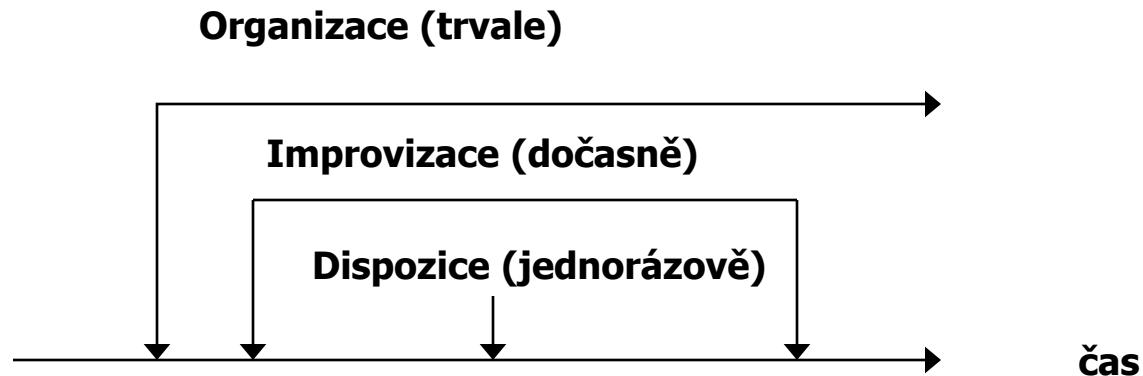 Organizace (trvale)
Improvizace (dočasně)
Dispozice (jednorázově)
čas